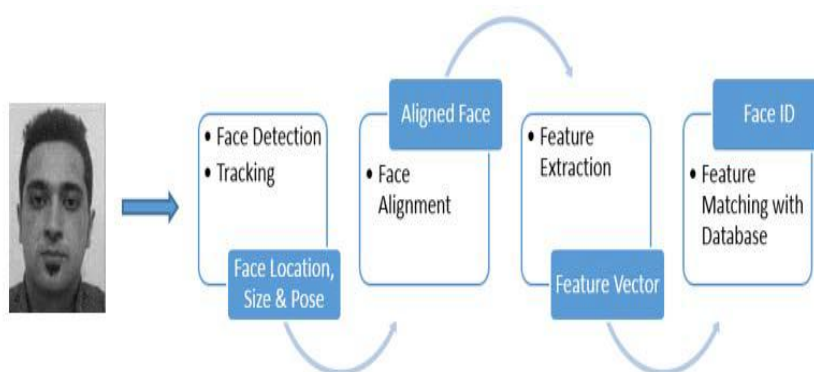 • Face Detection
• Tracking
Face Location,
Size & Pose
Aligned Face
• Face
Alignment
• Feature
Extraction
Feature Vector
Face ID
• Feature
Matching with
Database